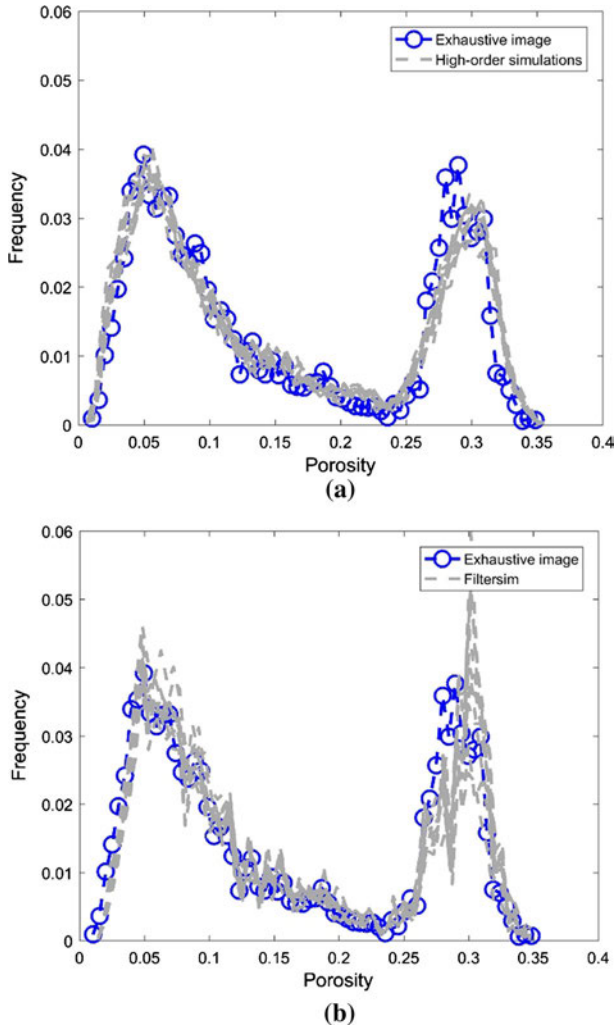 0.06
Exhaustive image
High-order simulations
0.05
0.04
Frequency
0.03
0.02
0.01
0
0 0.05 0.1 0.15 0.2 0.25 0.3 0.35 0.4
Porosity
(a)
0.06
Exhaustive image
Filtersim
0.05
0.04
Frequency
0.03
0.02
0.01
0
0 0.05 0.1 0.15 0.2 0.25 0.3 0.35 0.4
Porosity
(b)